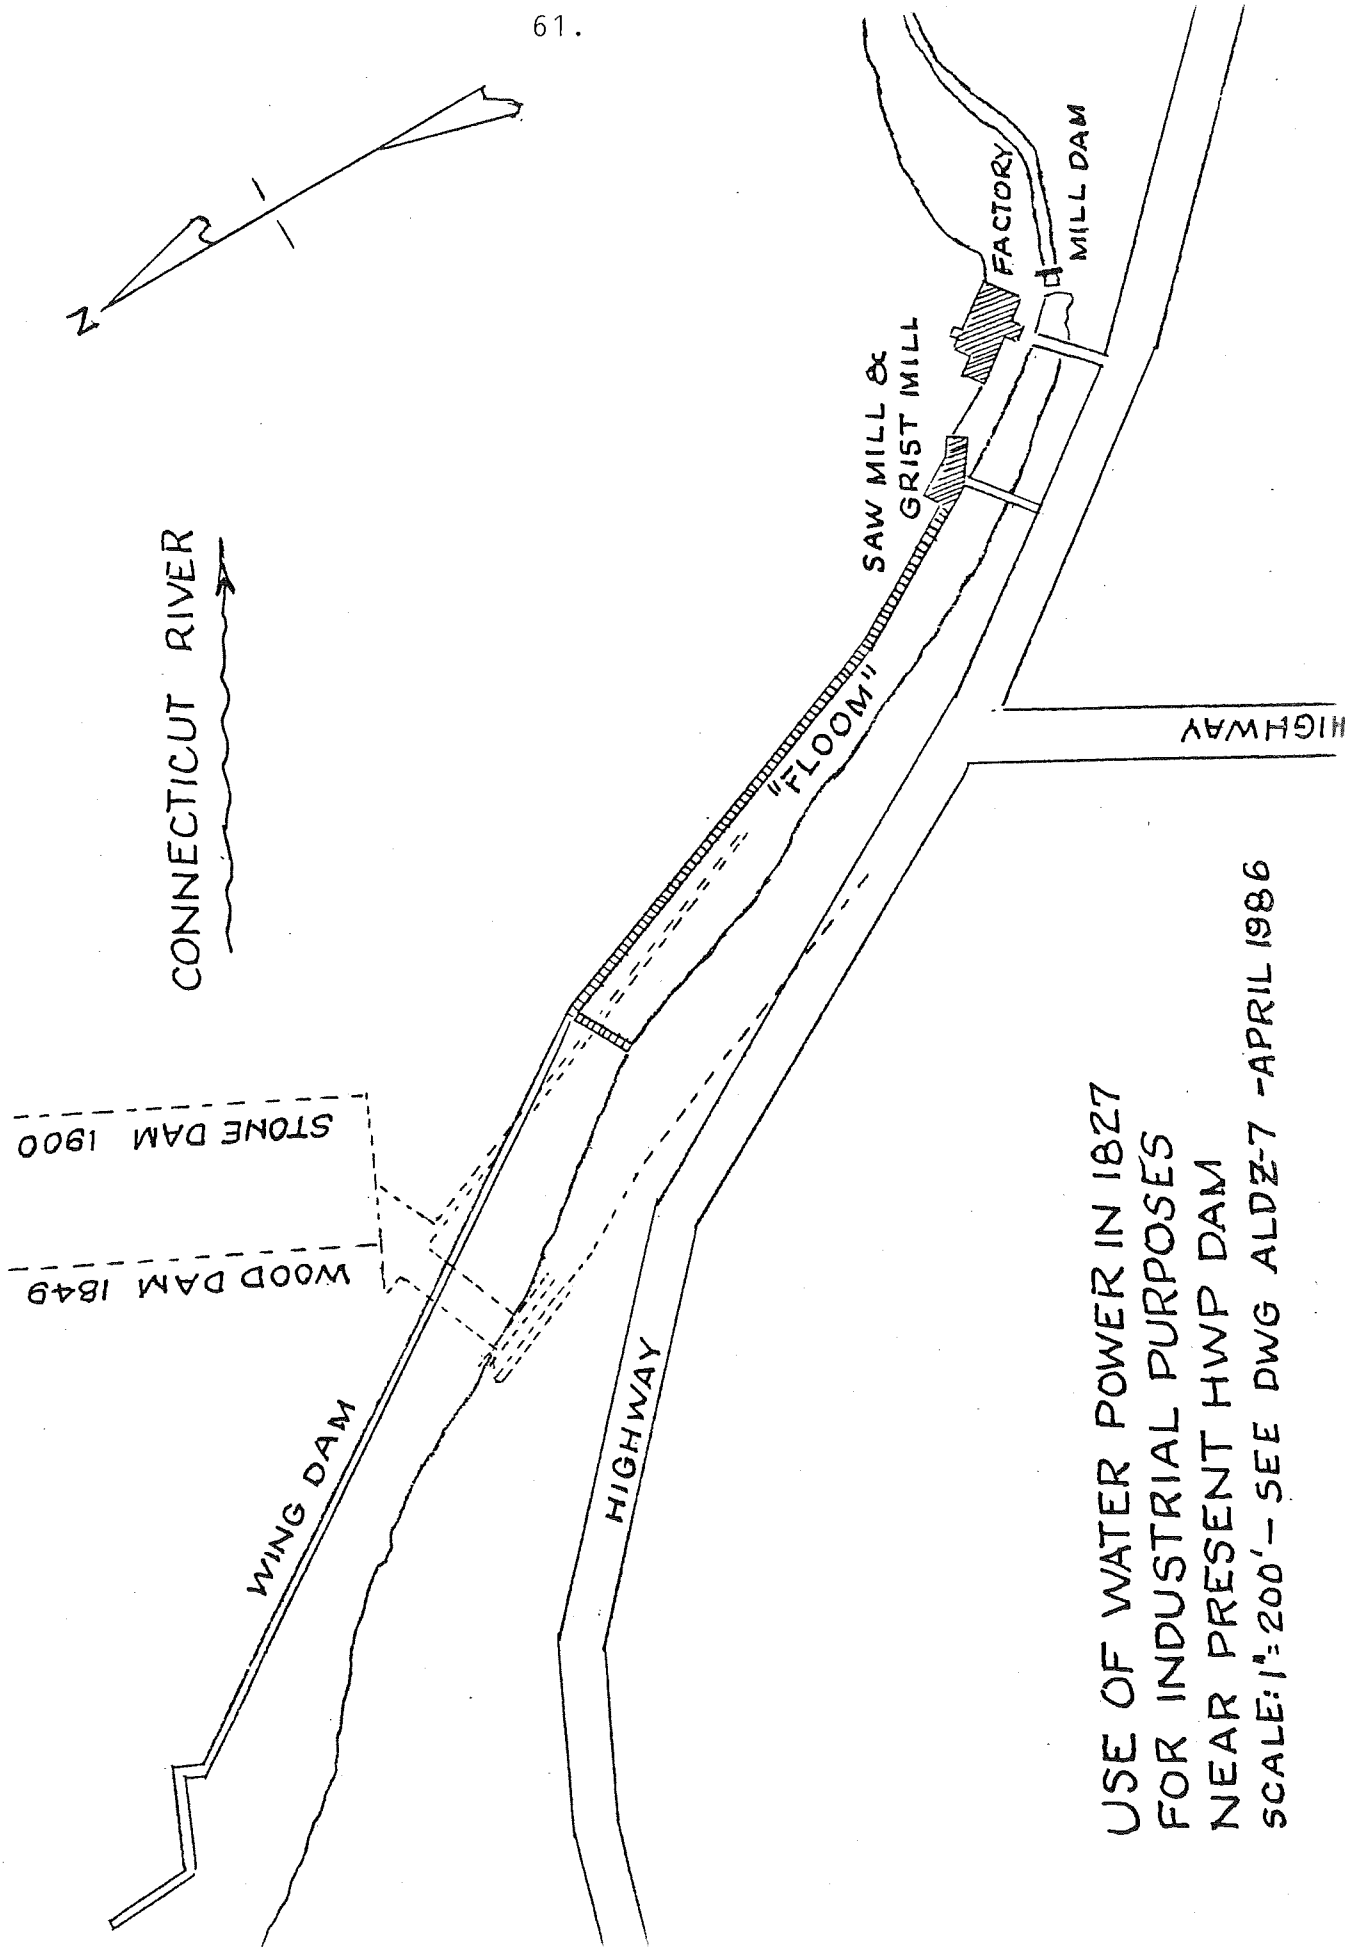 61.
N
CONNECTICUT RIVER
STONE DAM 1900
WOOD DAM 1849
WING DAM
"FLOOM"
SAW MILL &
GRIST MILL
FACTORY
MILL DAM
HIGHWAY
HIGHWAY
USE OF WATER POWER IN 1827
FOR INDUSTRIAL PURPOSES
NEAR PRESENT HWP DAM
SCALE: 1"=200' - SEE DWG ALDZ-7 - APRIL 1986